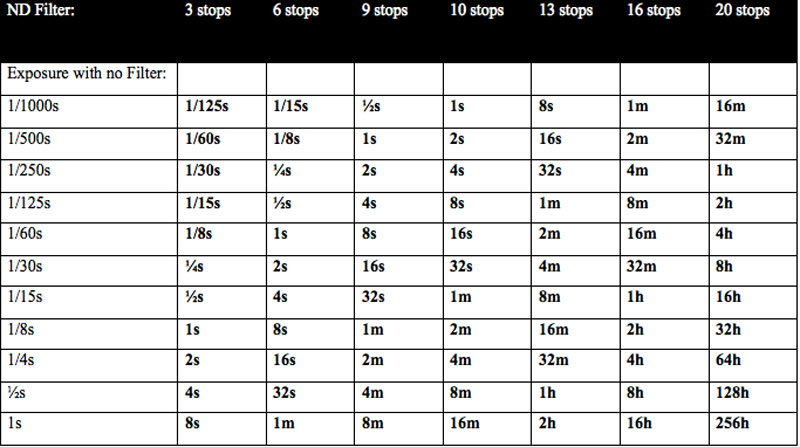 ND Filter: 3 stops 6 stops 9 stops 10 stops 13 stops 16 stops 20 stops
Exposure with no Filter:
1/1000s 1/125s 1/15s ½s 1s 8s 1m 16m
1/500s 1/60s 1/8s 1s 2s 16s 2m 32m
1/250s 1/30s ¼s 2s 4s 32s 4m 1h
1/125s 1/15s ½s 4s 8s 1m 8m 2h
1/60s 1/8s 1s 8s 16s 2m 16m 4h
1/30s ¼s 2s 16s 32s 4m 32m 8h
1/15s ½s 4s 32s 1m 8m 1h 16h
1/8s 1s 8s 1m 2m 16m 2h 32h
1/4s 2s 16s 2m 4m 32m 4h 64h
½s 4s 32s 4m 8m 1h 8h 128h
1s 8s 1m 8m 16m 2h 16h 256h